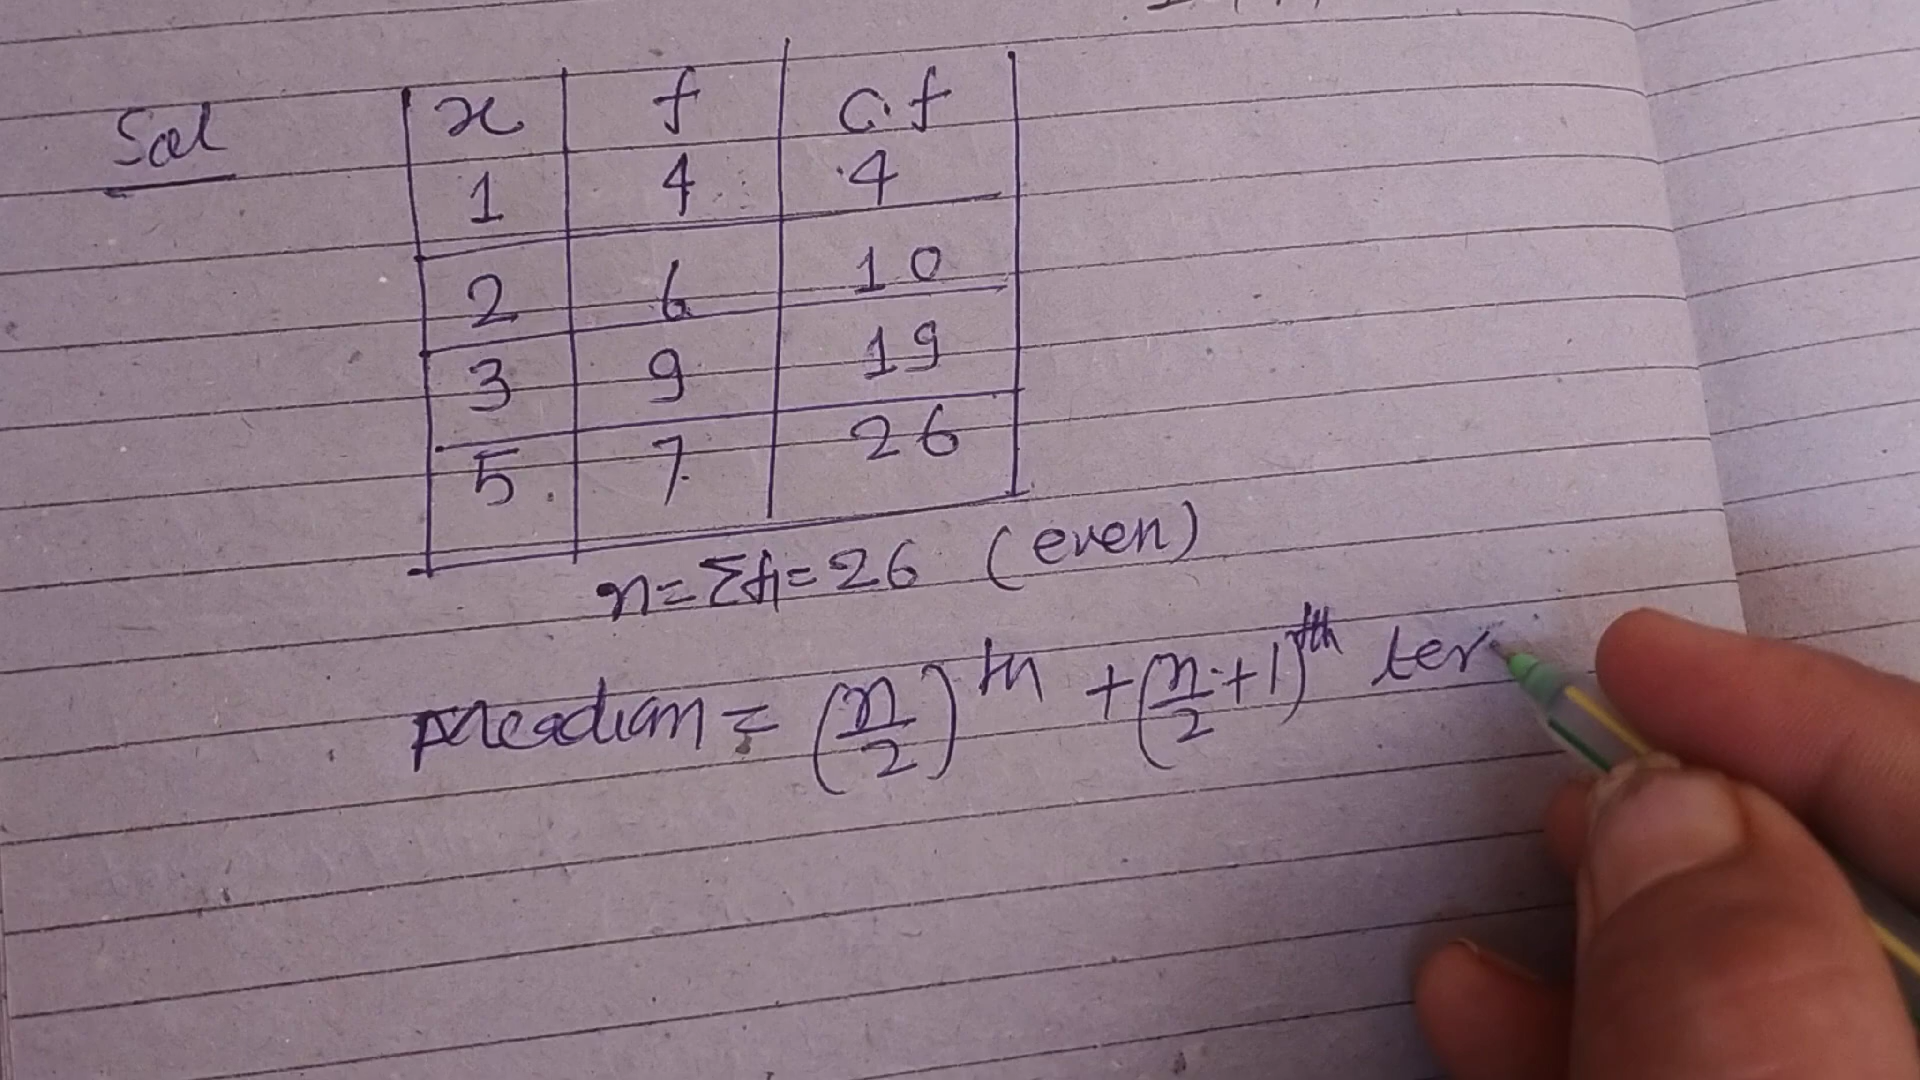 Sol
x f c.f
1 4 4
2 6 10
3 9 19
5 7 26
n=Σfi=26 (even)
Median = (n/2)th + (n/2+1)th ter